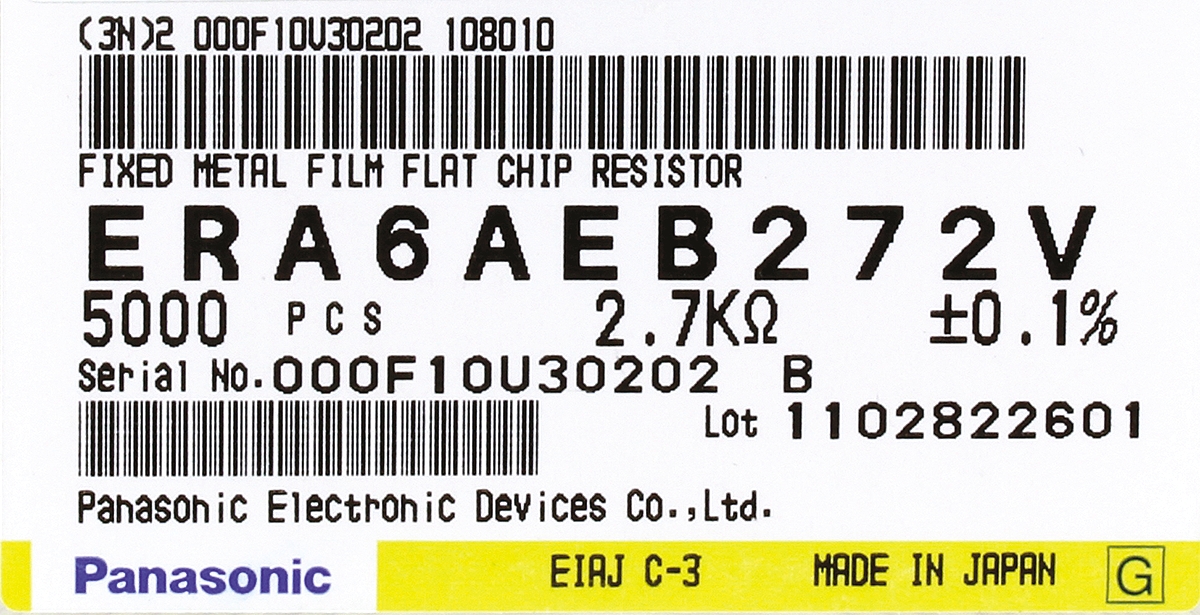 (3N)2 000F10U30202 108010
FIXED METAL FILM FLAT CHIP RESISTOR
ERA6AEB272V
5000 PCS 2.7KΩ ±0.1%
Serial No.000F10U30202 B
Lot 1102822601
Panasonic Electronic Devices Co.,Ltd.
Panasonic EIAJ C-3 MADE IN JAPAN G